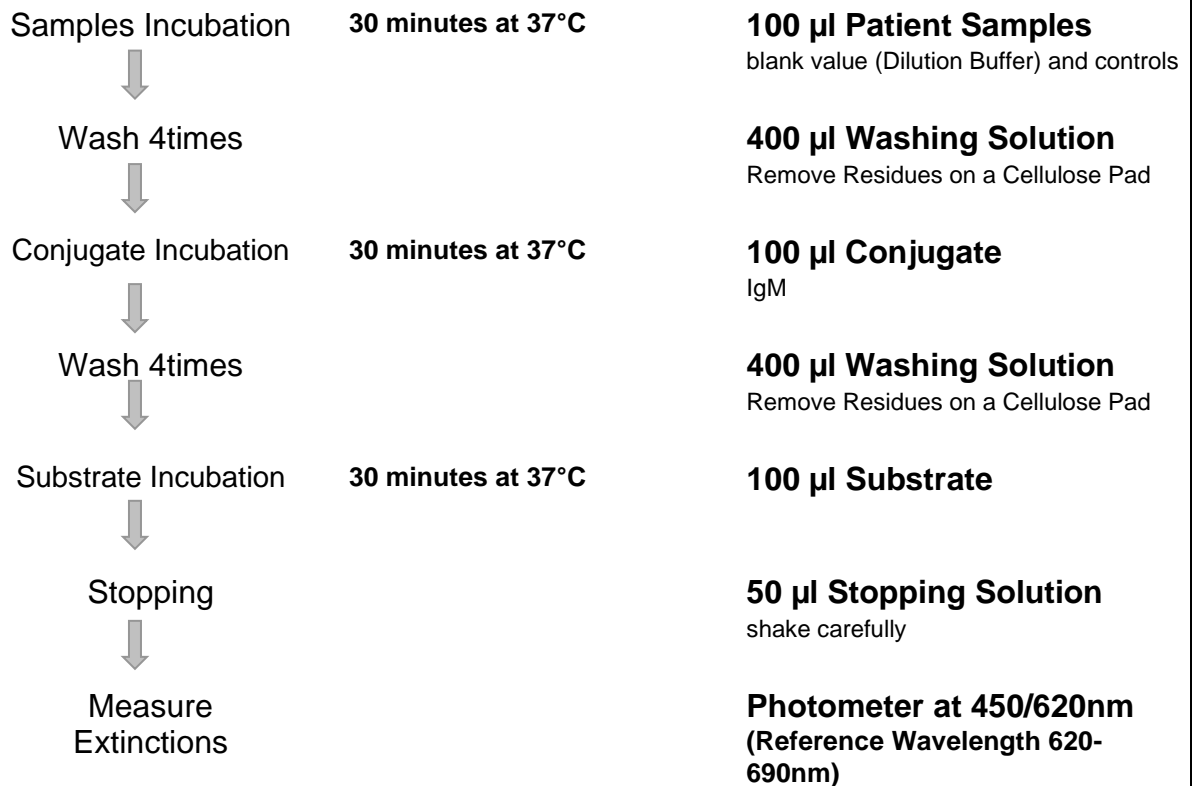 Samples Incubation 30 minutes at 37°C 100 µl Patient Samples
blank value (Dilution Buffer) and controls
Wash 4times 400 µl Washing Solution
Remove Residues on a Cellulose Pad
Conjugate Incubation 30 minutes at 37°C 100 µl Conjugate
IgM
Wash 4times 400 µl Washing Solution
Remove Residues on a Cellulose Pad
Substrate Incubation 30 minutes at 37°C 100 µl Substrate
Stopping 50 µl Stopping Solution
shake carefully
Measure Photometer at 450/620nm
Extinctions (Reference Wavelength 620-
690nm)